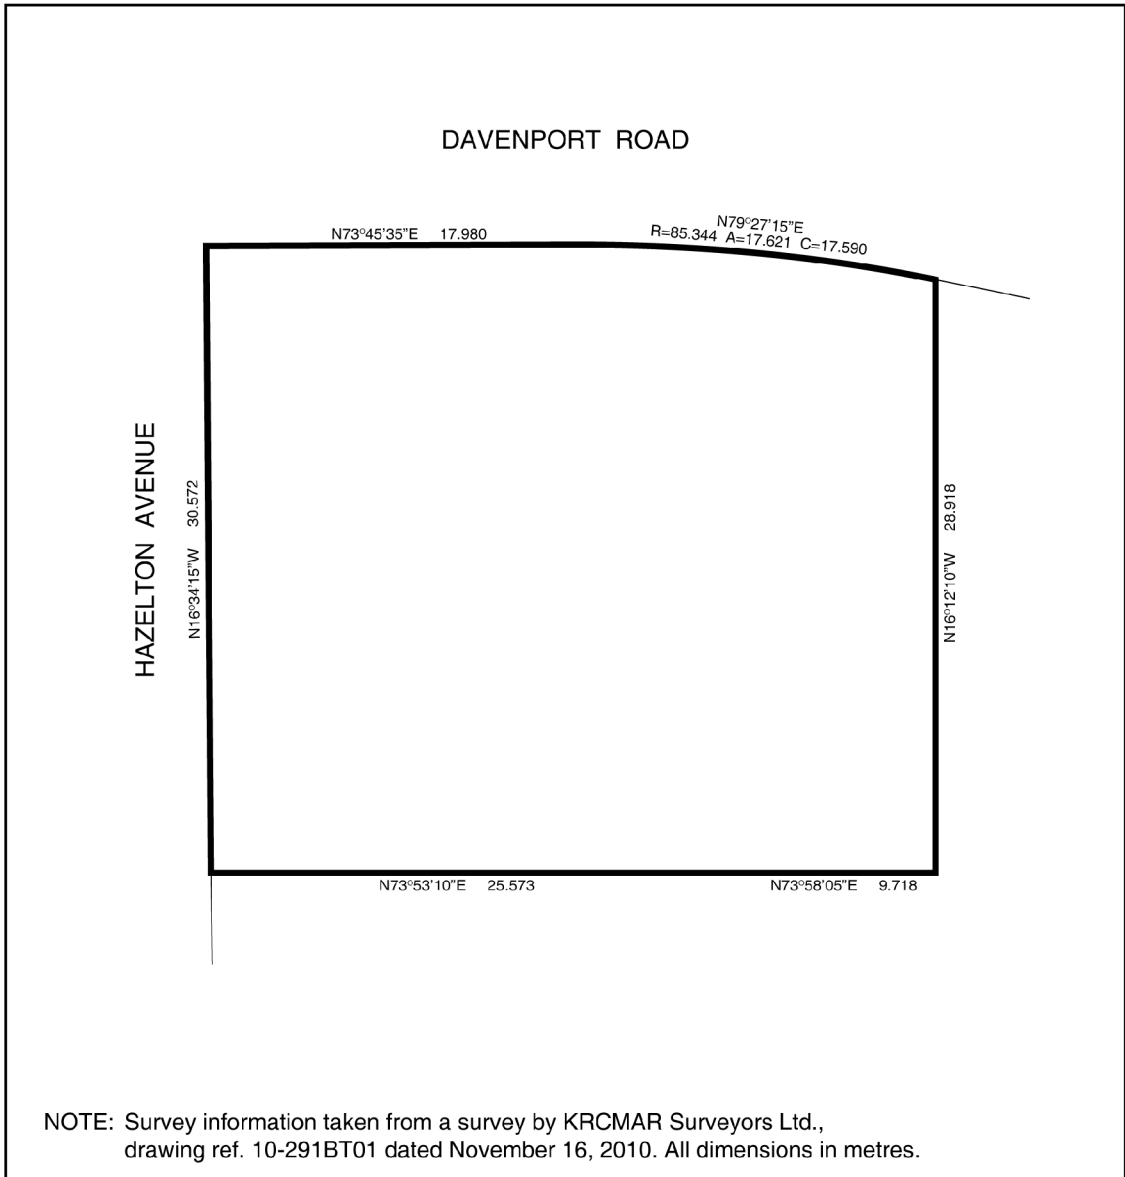 DAVENPORT ROAD
N73°45'35"E 17.980
N79°27'15"E
R=85.344 A=17.621 C=17.590
HAZELTON AVENUE
N16°34'15"W 30.572
N16°12'10"W 28.918
N73°53'10"E 25.573
N73°58'05"E 9.718
NOTE: Survey information taken from a survey by KRCMAR Surveyors Ltd.,
drawing ref. 10-291BT01 dated November 16, 2010. All dimensions in metres.